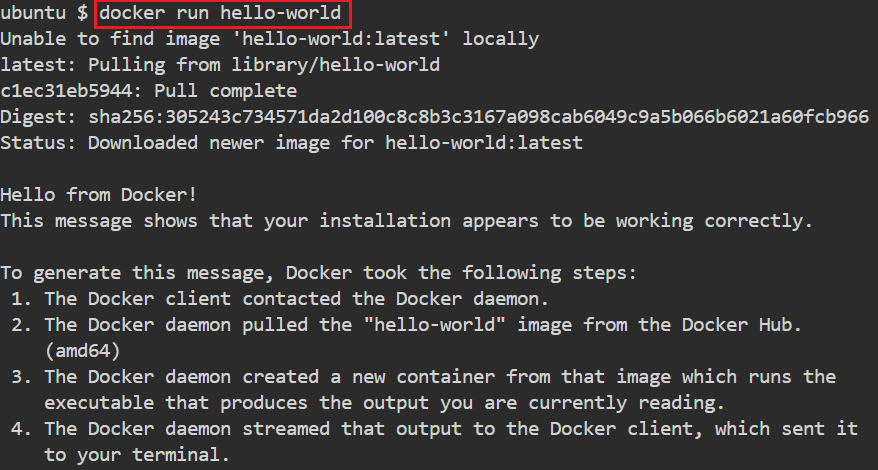 ubuntu $ docker run hello-world
Unable to find image 'hello-world:latest' locally
latest: Pulling from library/hello-world
c1ec31eb5944: Pull complete
Digest: sha256:305243c734571da2d100c8c8b3c3167a098cab6049c9a5b066b6021a60fcb966
Status: Downloaded newer image for hello-world:latest

Hello from Docker!
This message shows that your installation appears to be working correctly.

To generate this message, Docker took the following steps:
 1. The Docker client contacted the Docker daemon.
 2. The Docker daemon pulled the "hello-world" image from the Docker Hub.
    (amd64)
 3. The Docker daemon created a new container from that image which runs the
    executable that produces the output you are currently reading.
 4. The Docker daemon streamed that output to the Docker client, which sent it
    to your terminal.